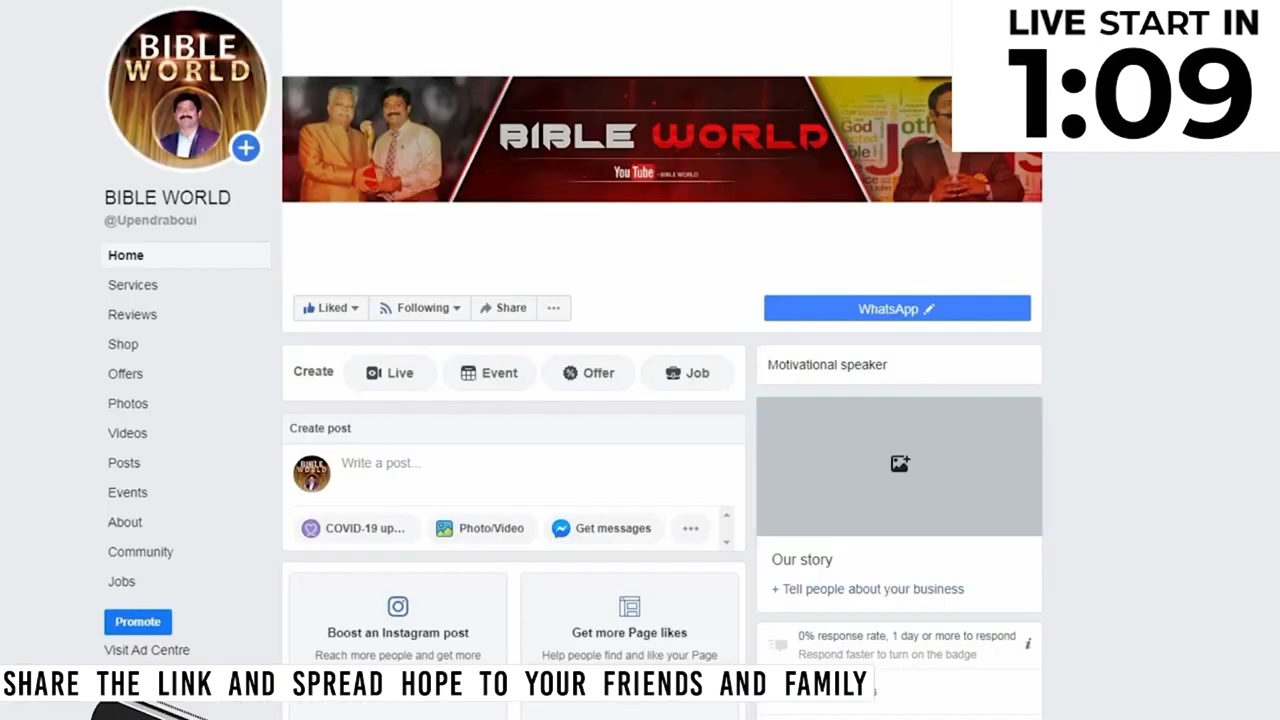 BIBLE
WORLD
BIBLE WORLD
@Upendraboui
Home
Services
Reviews
Shop
Offers
Photos
Videos
Posts
Events
About
Community
Jobs
Promote
Visit Ad Centre
BIBLE WORLD
YouTube - BIBLE WORLD
God
Liked
Following
Share
WhatsApp
Create
Live
Event
Offer
Job
Create post
Write a post...
COVID-19 up...
Photo/Video
Get messages
Boost an Instagram post
Reach more people and get more
Get more Page likes
Help people find and like your Page
Motivational speaker
Our story
+ Tell people about your business
0% response rate, 1 day or more to respond
Respond faster to turn on the badge
LIVE START IN
1:09
SHARE THE LINK AND SPREAD HOPE TO YOUR FRIENDS AND FAMILY